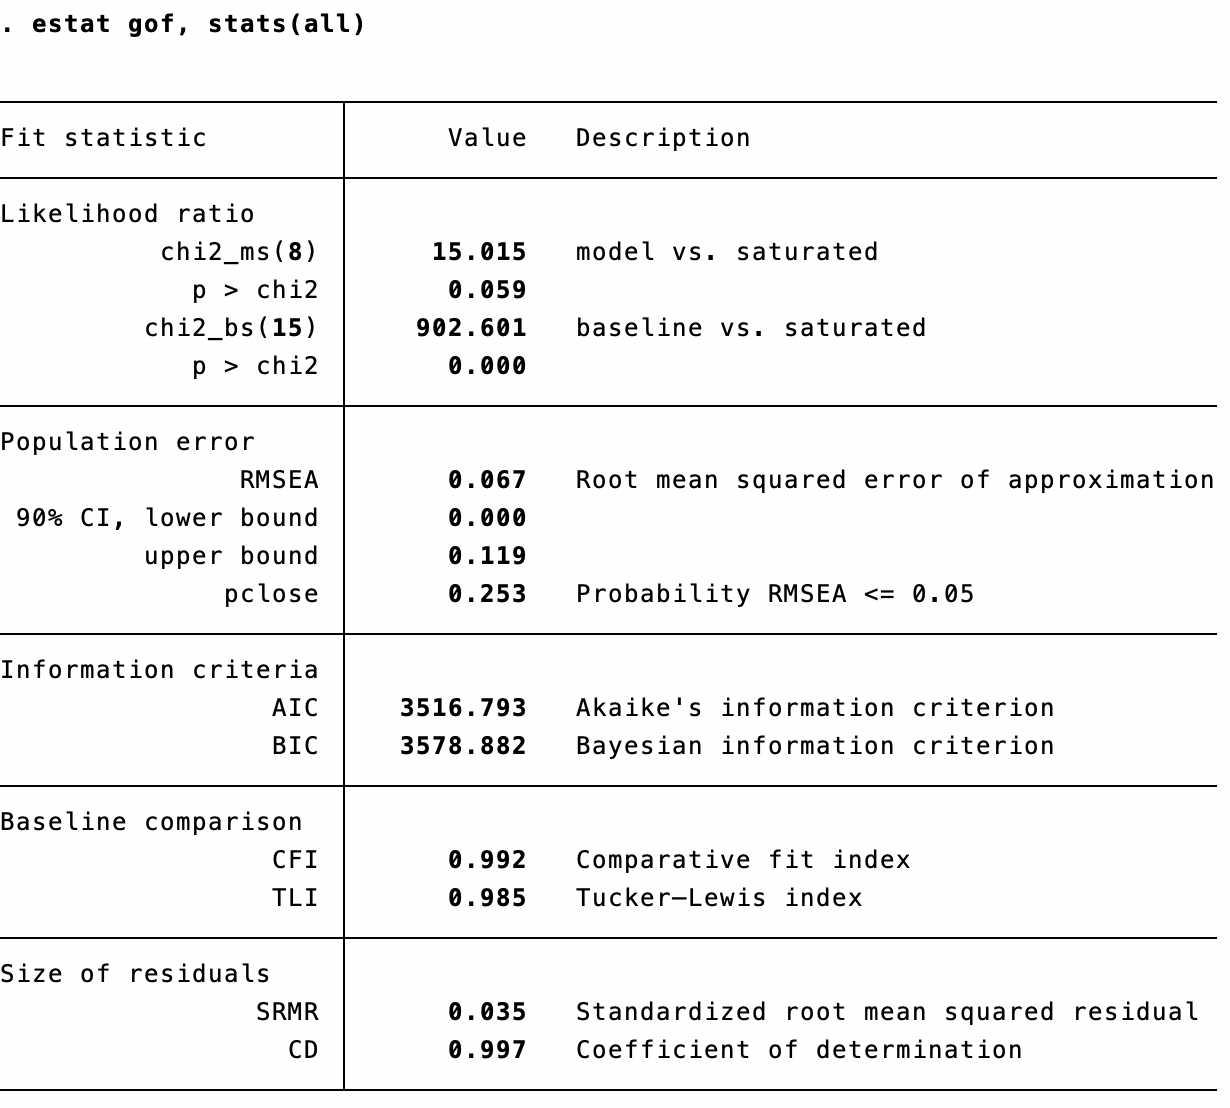 . estat gof, stats(all)
Fit statistic Value Description
Likelihood ratio
chi2_ms(8) 15.015 model vs. saturated
p > chi2 0.059
chi2_bs(15) 902.601 baseline vs. saturated
p > chi2 0.000
Population error
RMSEA 0.067 Root mean squared error of approximation
90% CI, lower bound 0.000
upper bound 0.119
pclose 0.253 Probability RMSEA <= 0.05
Information criteria
AIC 3516.793 Akaike's information criterion
BIC 3578.882 Bayesian information criterion
Baseline comparison
CFI 0.992 Comparative fit index
TLI 0.985 Tucker–Lewis index
Size of residuals
SRMR 0.035 Standardized root mean squared residual
CD 0.997 Coefficient of determination